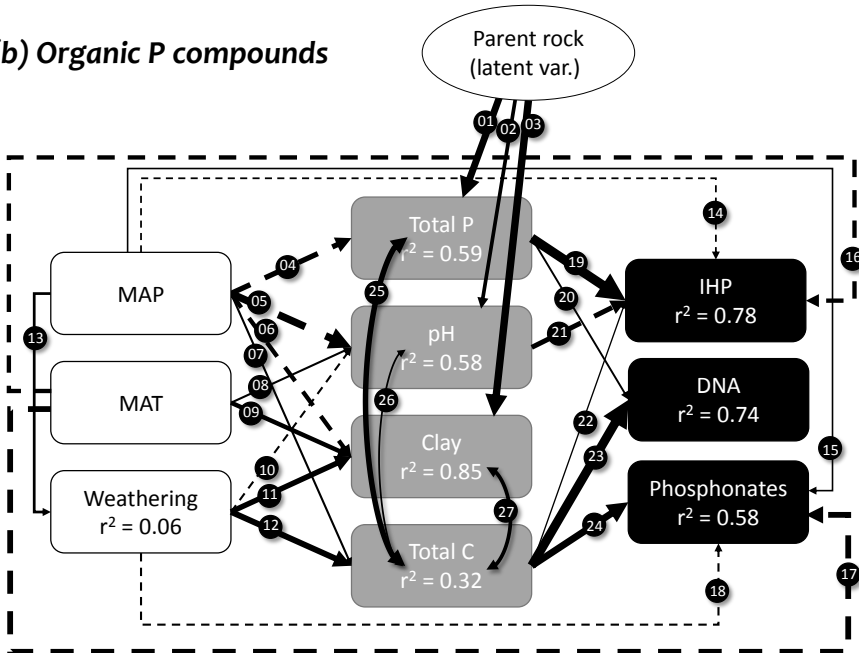 b) Organic P compounds
Parent rock
(latent var.)
01
02
03
Total P
r² = 0.59
04
14
16
19
MAP
05
06
07
25
20
IHP
r² = 0.78
13
pH
r² = 0.58
21
08
MAT
09
26
DNA
r² = 0.74
22
Clay
r² = 0.85
23
15
10
11
Weathering
r² = 0.06
12
27
24
Phosphonates
r² = 0.58
Total C
r² = 0.32
18
17